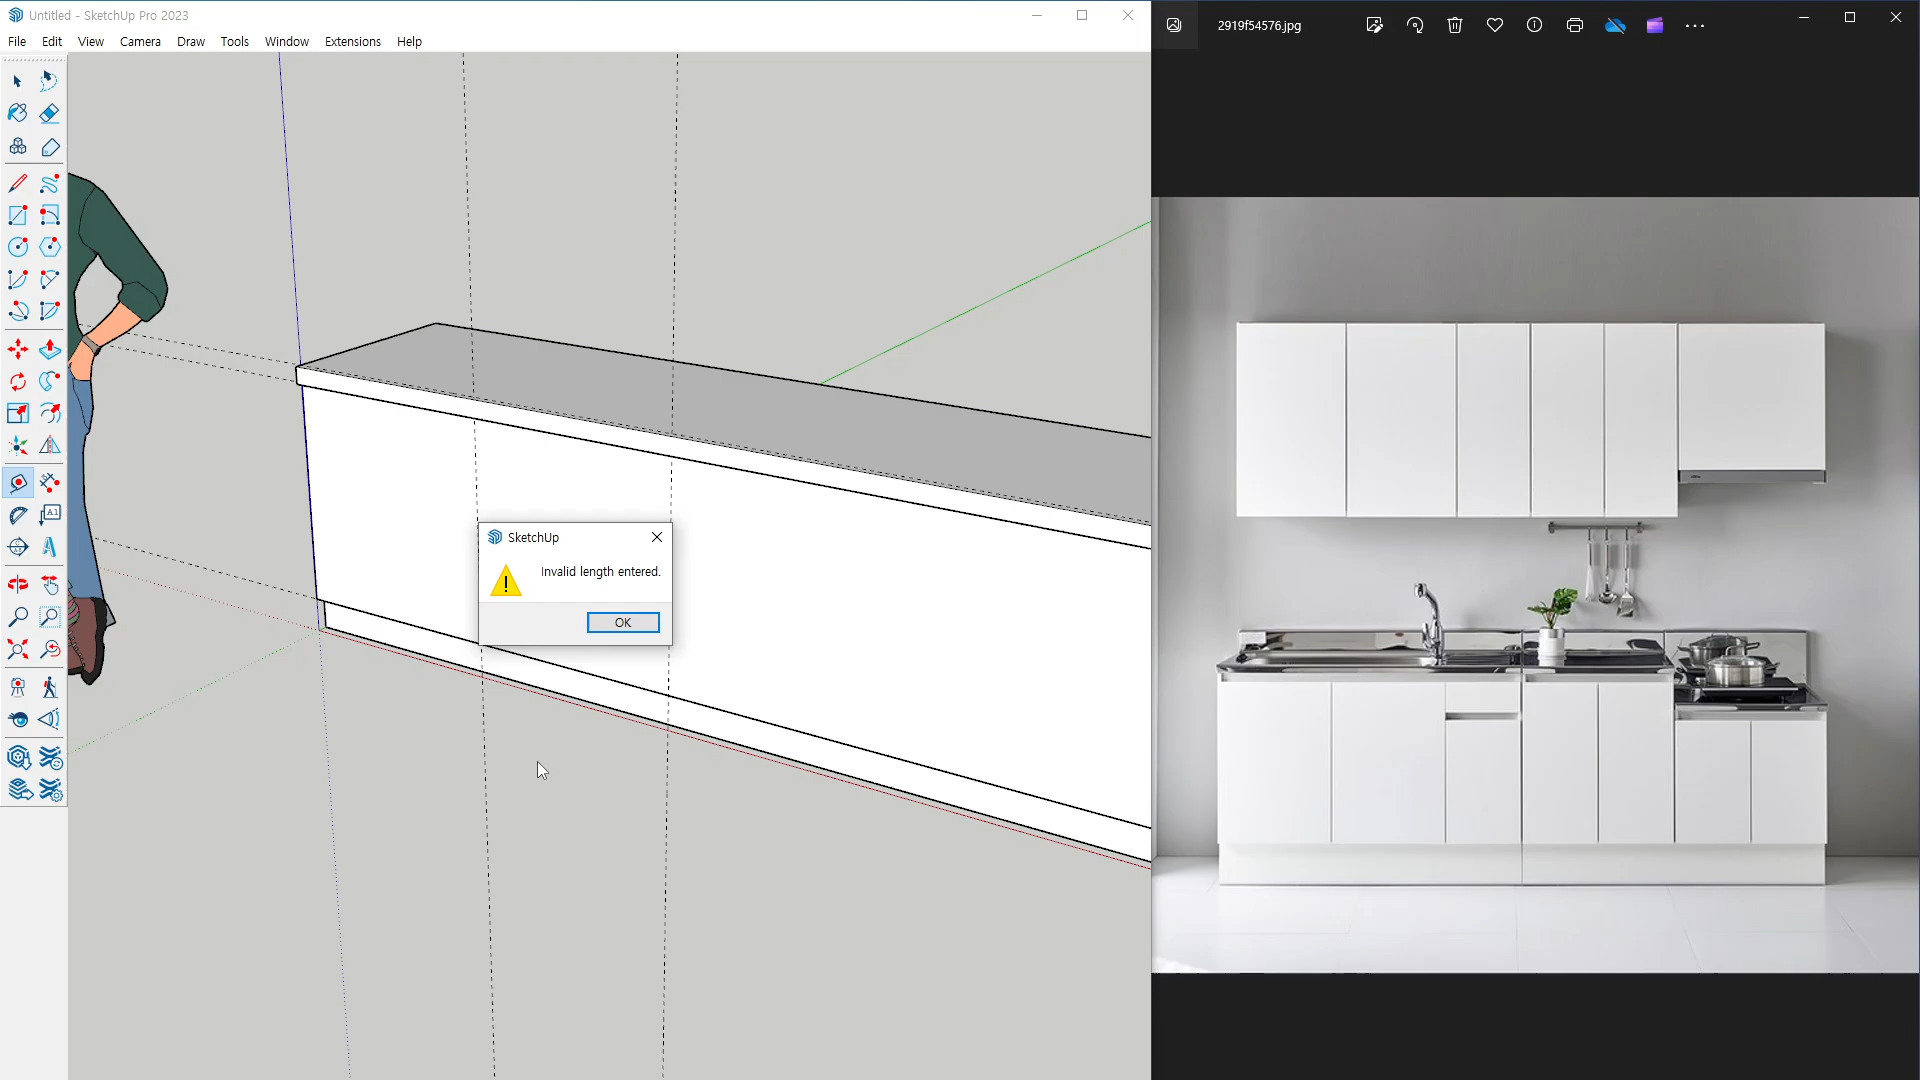 Untitled - SketchUp Pro 2023
File Edit View Camera Draw Tools Window Extensions Help
2919f54576.jpg
A1
SketchUp
Invalid length entered.
OK